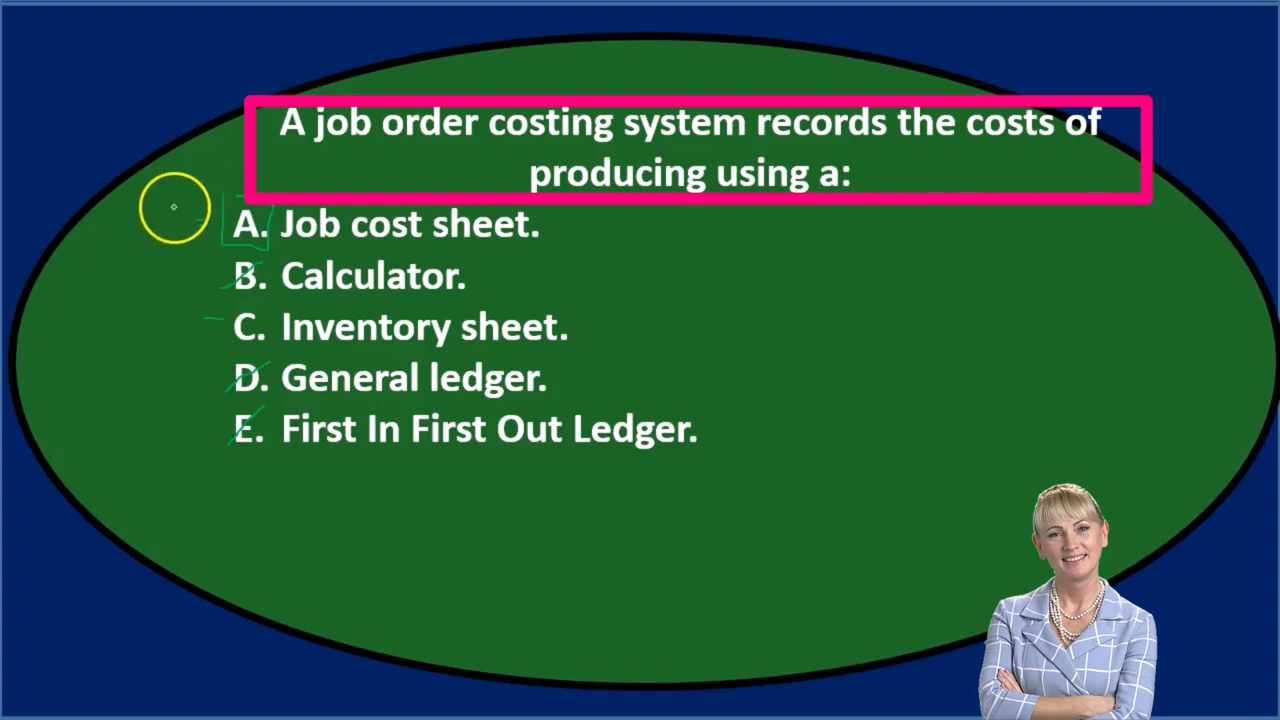 A job order costing system records the costs of
producing using a:
A. Job cost sheet.
B. Calculator.
C. Inventory sheet.
D. General ledger.
E. First In First Out Ledger.